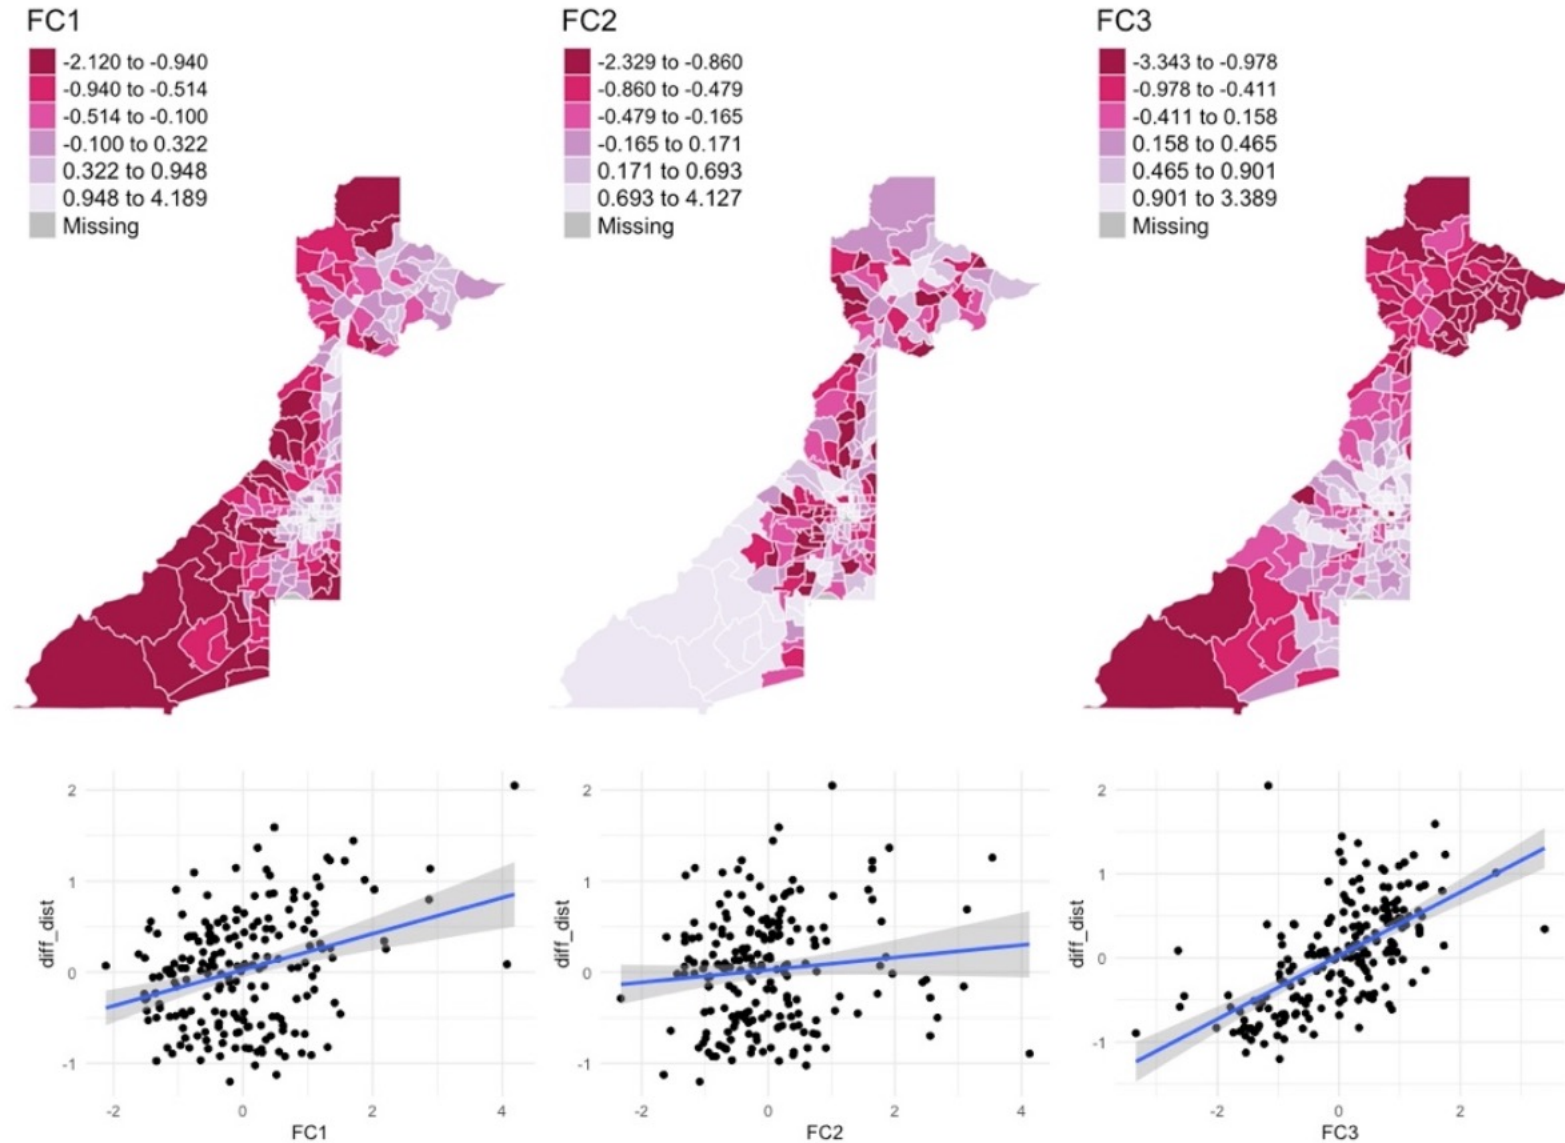 FC1
-2.120 to -0.940
-0.940 to -0.514
-0.514 to -0.100
-0.100 to 0.322
0.322 to 0.948
0.948 to 4.189
Missing
FC2
-2.329 to -0.860
-0.860 to -0.479
-0.479 to -0.165
-0.165 to 0.171
0.171 to 0.693
0.693 to 4.127
Missing
FC3
-3.343 to -0.978
-0.978 to -0.411
-0.411 to 0.158
0.158 to 0.465
0.465 to 0.901
0.901 to 3.389
Missing
2
1
0
-1
diff_dist
-2 0 2 4
FC1
2
1
0
-1
diff_dist
-2 0 2 4
FC2
2
1
0
-1
diff_dist
-2 0 2
FC3